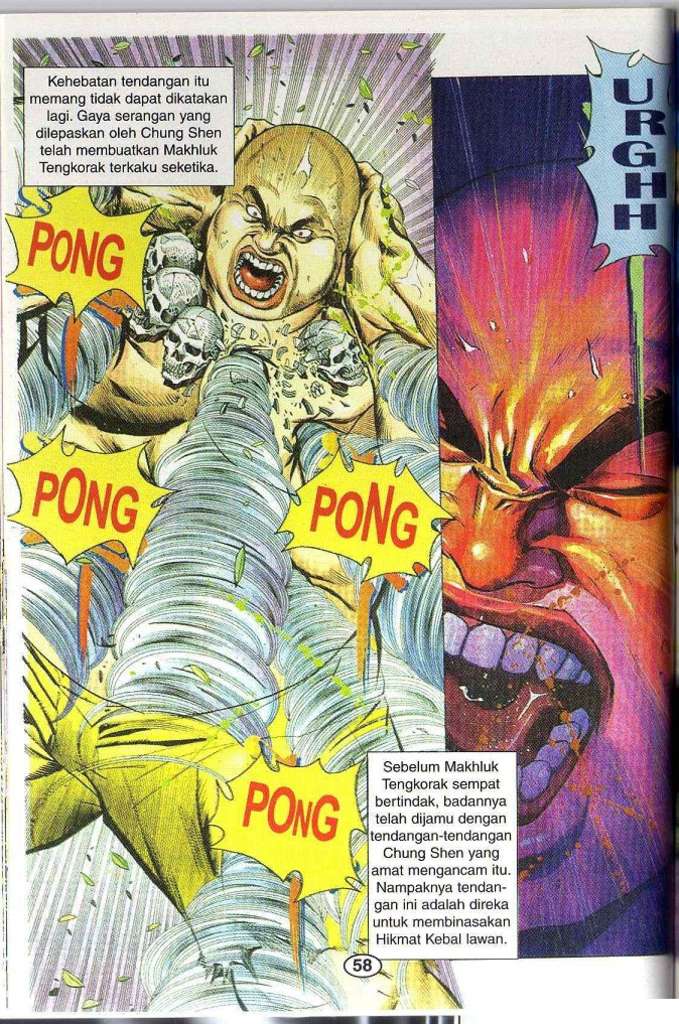 Kehebatan tendangan itu
memang tidak dapat dikatakan
lagi. Gaya serangan yang
dilepaskan oleh Chung Shen
telah membuatkan Makhluk
Tengkorak terkaku seketika.
PONG
PONG
PONG
PONG
URGHH
Sebelum Makhluk
Tengkorak sempat
bertindak, badannya
telah dijamu dengan
tendangan-tendangan
Chung Shen yang
amat mengancam itu.
Nampaknya tendan-
gan ini adalah direka
untuk membinasakan
Hikmat Kebal lawan.
58